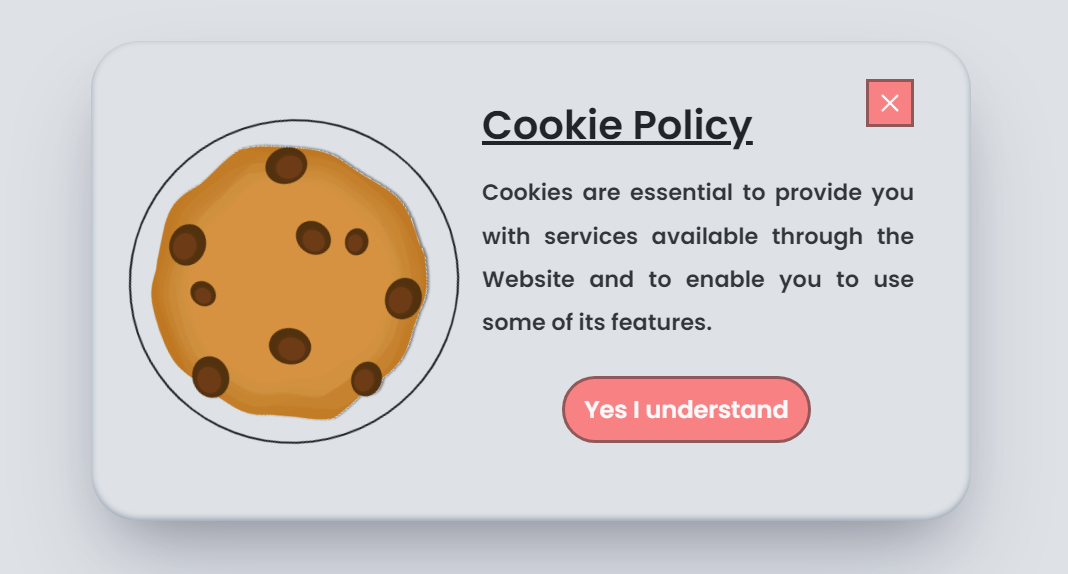 Cookie Policy
Cookies are essential to provide you
with services available through the
Website and to enable you to use
some of its features.
Yes I understand